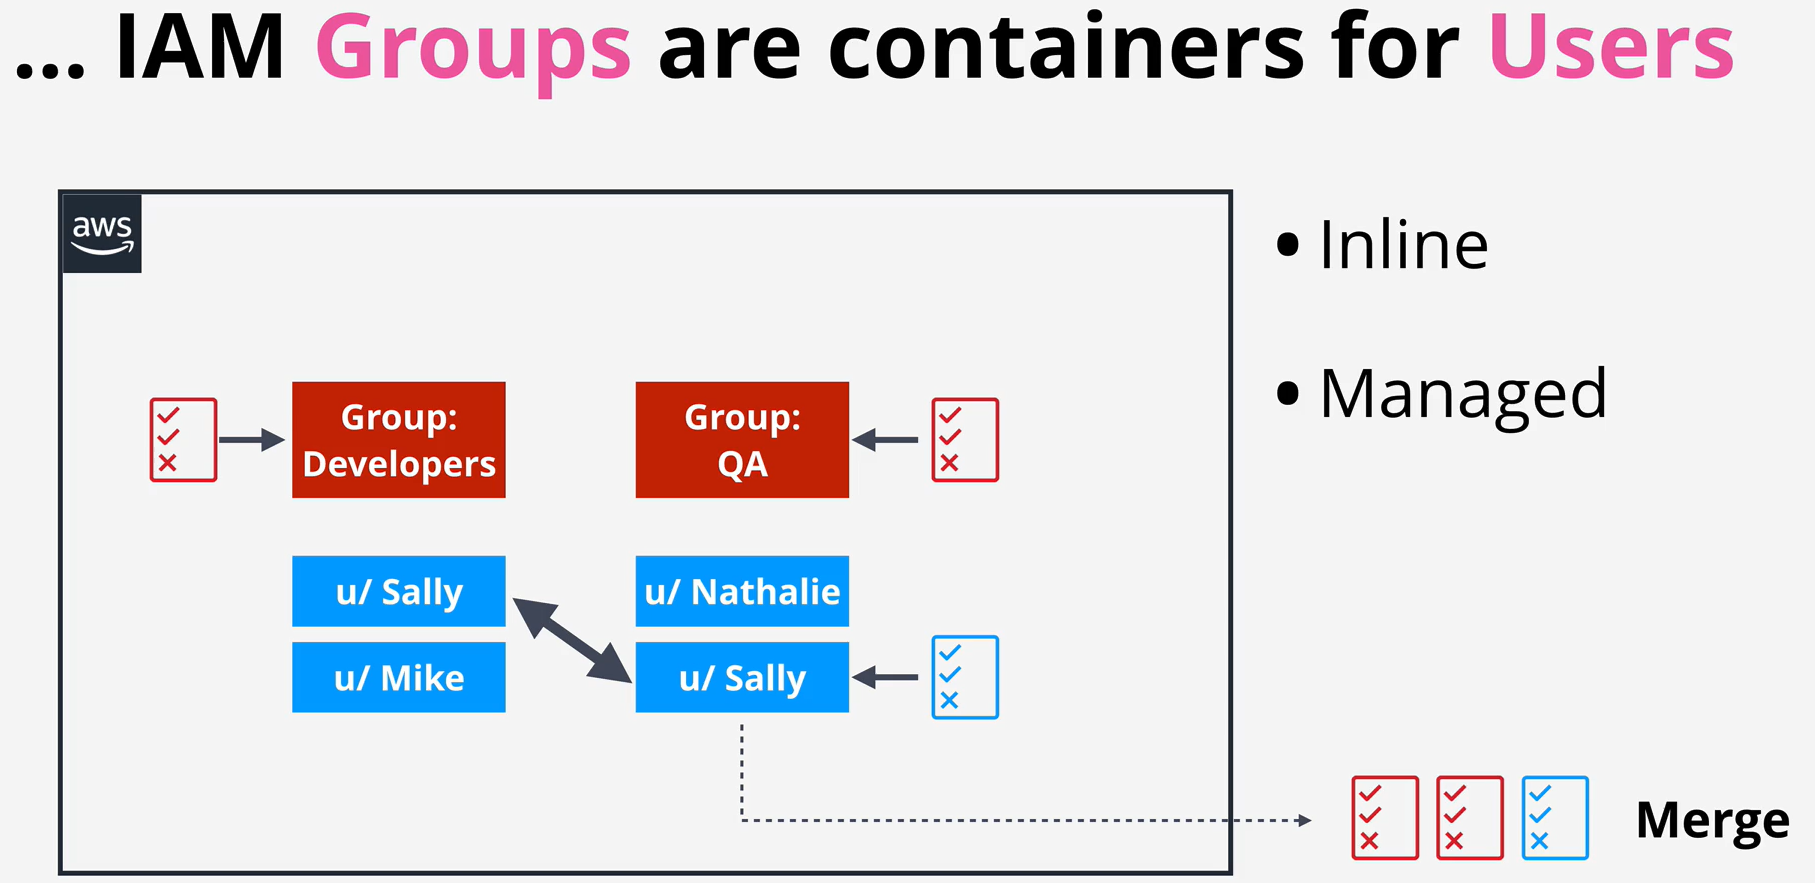 ... IAM Groups are containers for Users
aws
• Inline
• Managed
Group:
Developers
Group:
QA
u/ Sally
u/ Nathalie
u/ Mike
u/ Sally
Merge